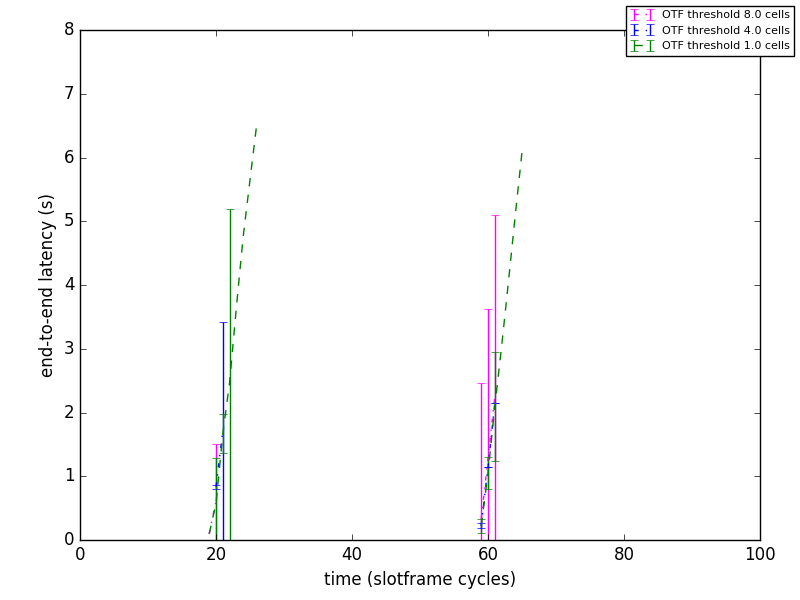 OTF threshold 8.0 cells
OTF threshold 4.0 cells
OTF threshold 1.0 cells
8
7
6
5
4
3
2
1
0
end-to-end latency (s)
0 20 40 60 80 100
time (slotframe cycles)